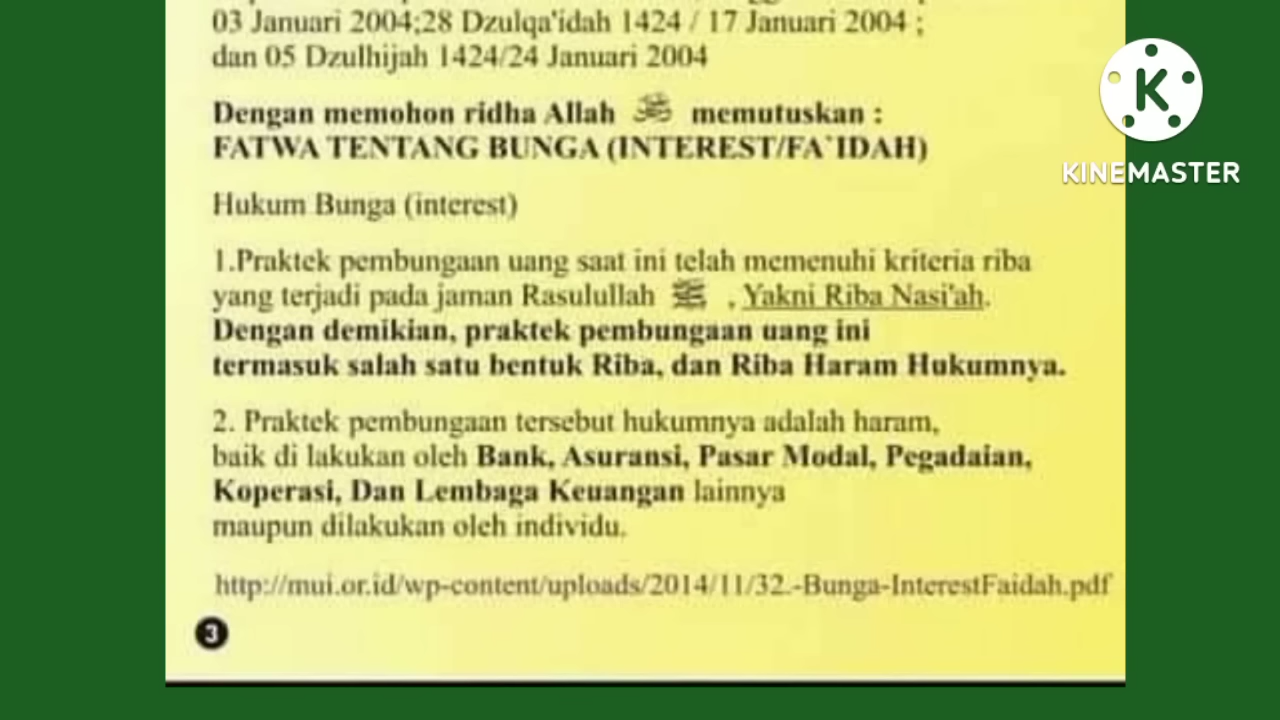 03 Januari 2004;28 Dzulqa'idah 1424 / 17 Januari 2004 ;
dan 05 Dzulhijah 1424/24 Januari 2004
Dengan memohon ridha Allah memutuskan :
FATWA TENTANG BUNGA (INTEREST/FA`IDAH)
Hukum Bunga (interest)
1.Praktek pembungaan uang saat ini telah memenuhi kriteria riba
yang terjadi pada jaman Rasulullah ﷺ , Yakni Riba Nasi'ah.
Dengan demikian, praktek pembungaan uang ini
termasuk salah satu bentuk Riba, dan Riba Haram Hukumnya.
2. Praktek pembungaan tersebut hukumnya adalah haram,
baik di lakukan oleh Bank, Asuransi, Pasar Modal, Pegadaian,
Koperasi, Dan Lembaga Keuangan lainnya
maupun dilakukan oleh individu.
http://mui.or.id/wp-content/uploads/2014/11/32.-Bunga-InterestFaidah.pdf
3
K
KINEMASTER